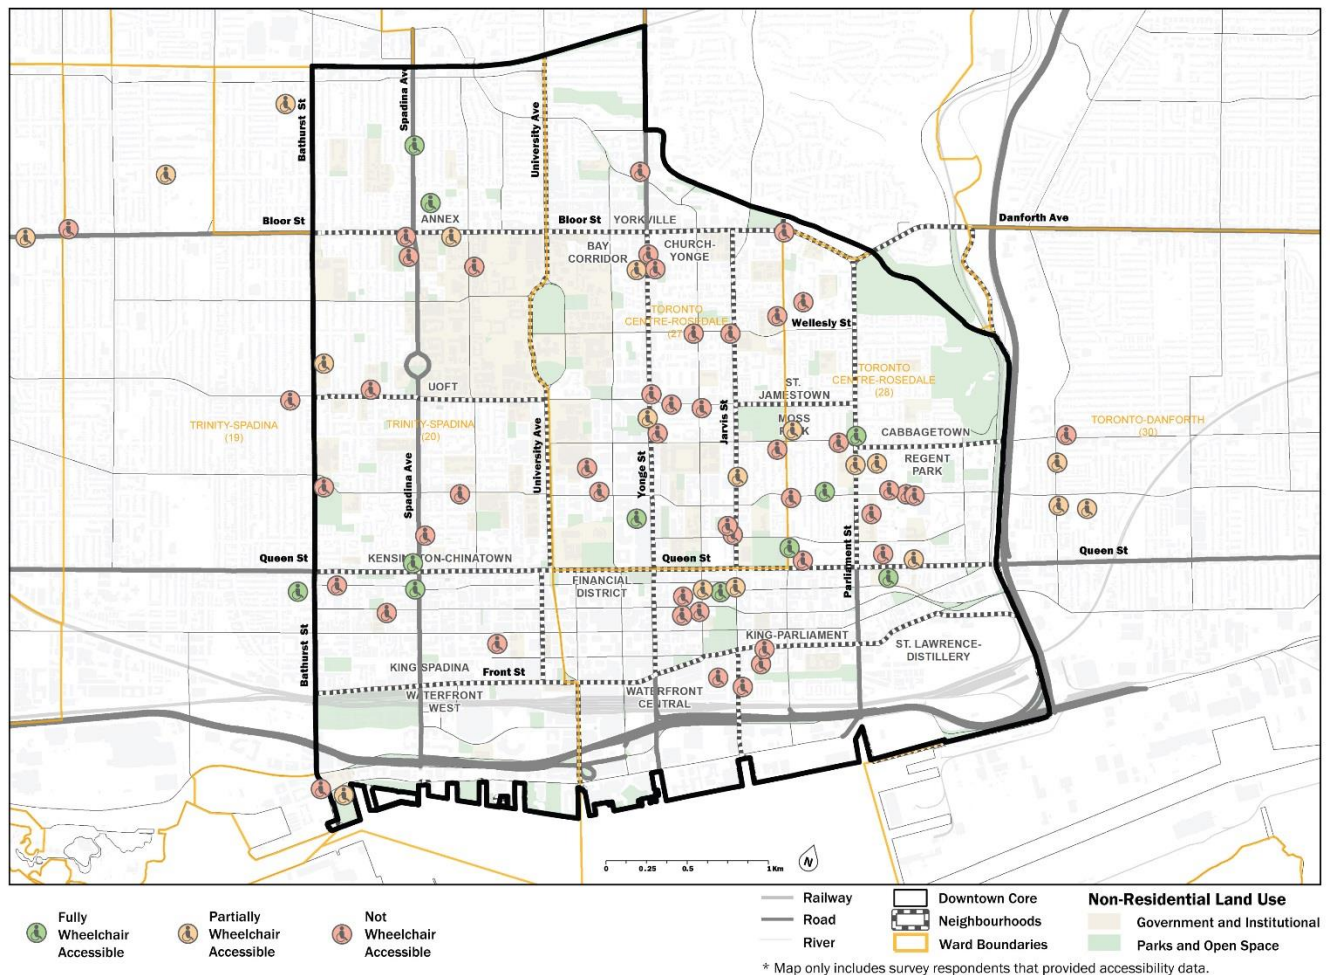 Bathurst St
Spadina Ave
University Ave
Bloor St
ANNEX
Bloor St
YORKVILLE
Danforth Ave
BAY
CORRIDOR
CHURCH-
YONGE
TORONTO
CENTRE-ROSEDALE
(27)
Wellesly St
UOFT
ST.
JAMESTOWN
TORONTO
CENTRE-ROSEDALE
(28)
TRINITY-SPADINA
(19)
TRINITY-SPADINA
(20)
MOSS
PARK
CABBAGETOWN
TORONTO-DANFORTH
(30)
Spadina Ave
University Ave
Yonge St
Jarvis St
REGENT
PARK
Parliament St
Queen St
KENSINGTON-CHINATOWN
Queen St
Queen St
FINANCIAL
DISTRICT
Bathurst St
KING-PARLIAMENT
ST. LAWRENCE-
DISTILLERY
KING SPADINA
Front St
WATERFRONT
WEST
WATERFRONT
CENTRAL
0 0.25 0.5 1 Km
N
Fully
Wheelchair
Accessible
Partially
Wheelchair
Accessible
Not
Wheelchair
Accessible
Railway
Road
River
Downtown Core
Neighbourhoods
Ward Boundaries
Non-Residential Land Use
Government and Institutional
Parks and Open Space
* Map only includes survey respondents that provided accessibility data.